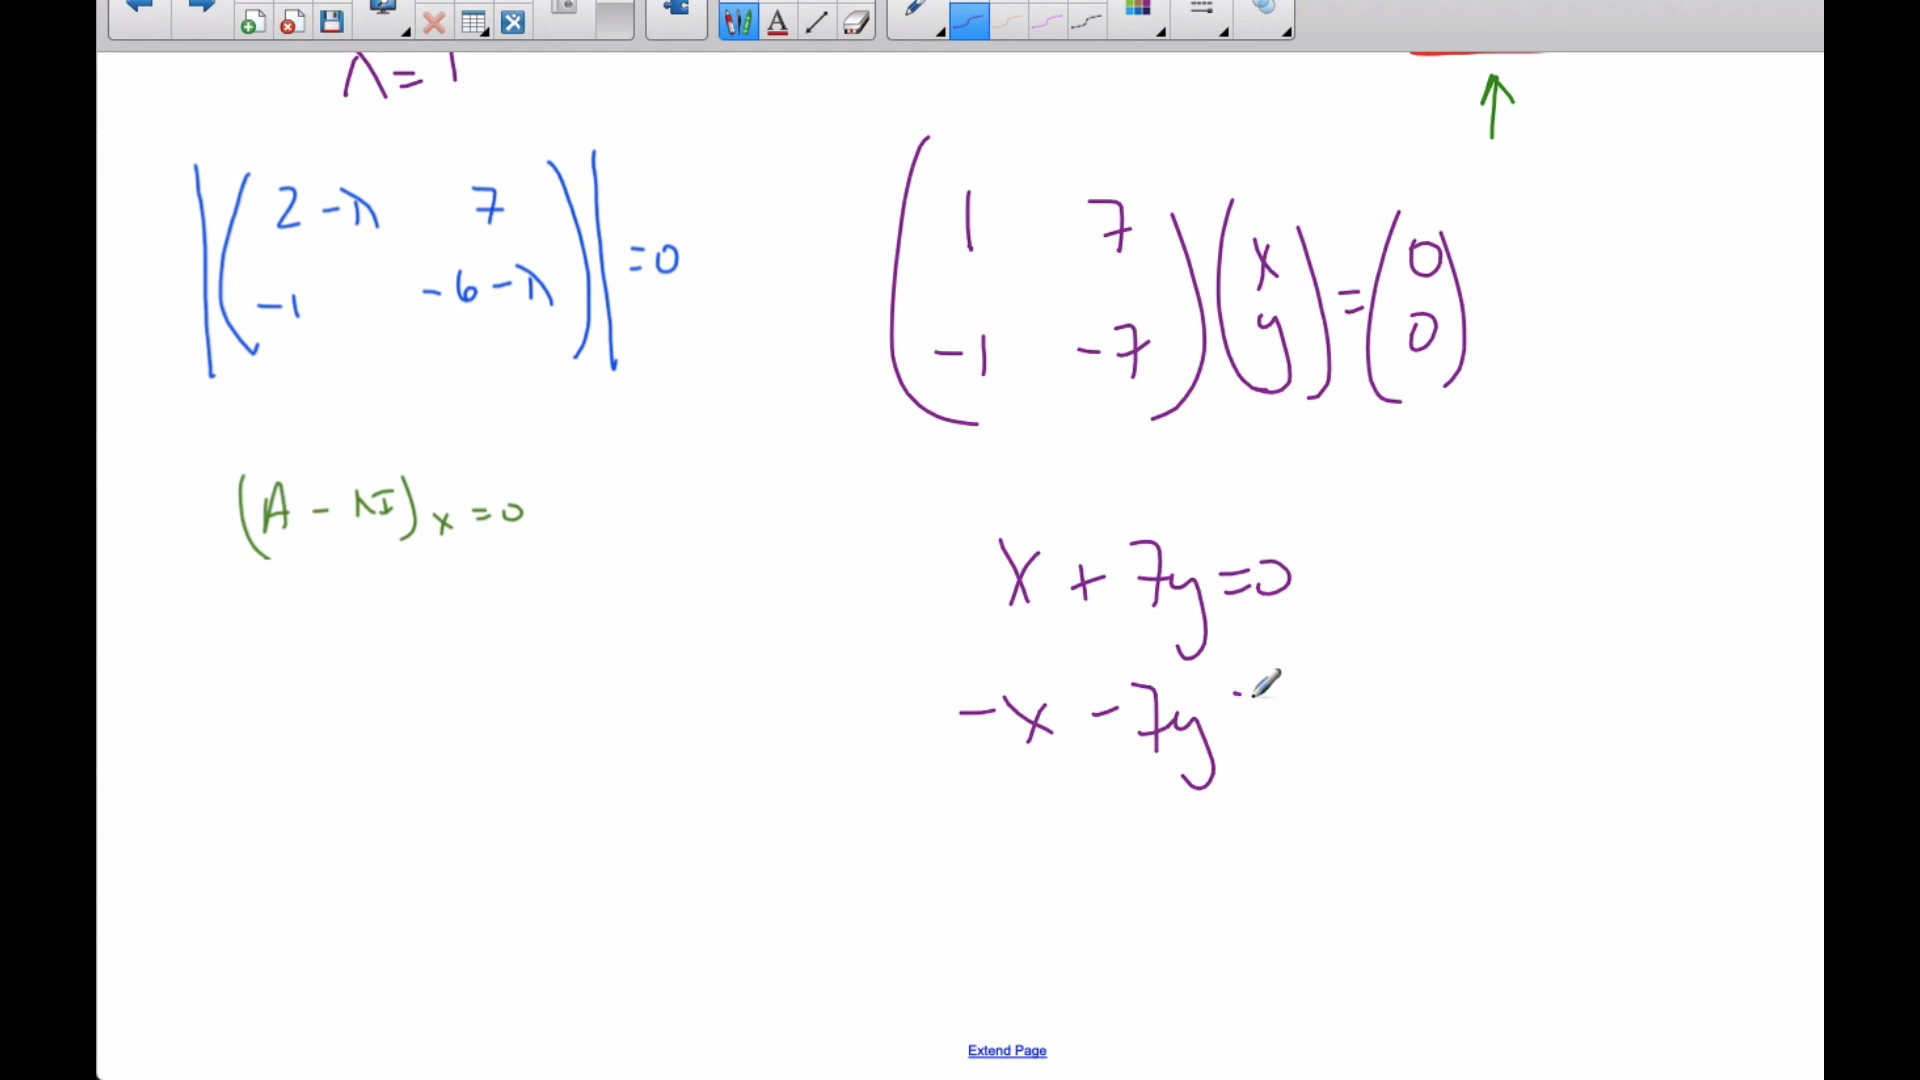 λ = 1
|(2 - λ 7
-1 -6 - λ)| = 0
(A - λI)x = 0
(1 7
-1 -7)(x
y) = (0
0)
x + 7y = 0
-x - 7y -
Extend Page